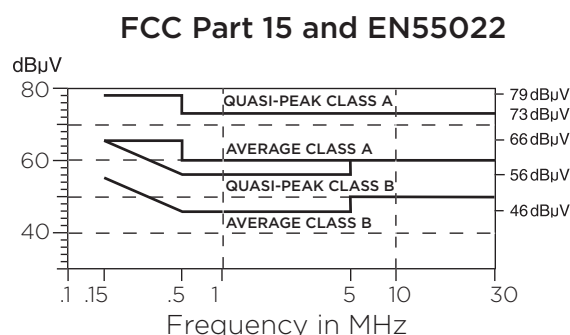 FCC Part 15 and EN55022
dBµV
80
60
40
QUASI-PEAK CLASS A
AVERAGE CLASS A
QUASI-PEAK CLASS B
AVERAGE CLASS B
79dBµV
73dBµV
66dBµV
56dBµV
46dBµV
.1 .15 .5 1 5 10 30
Frequency in MHz